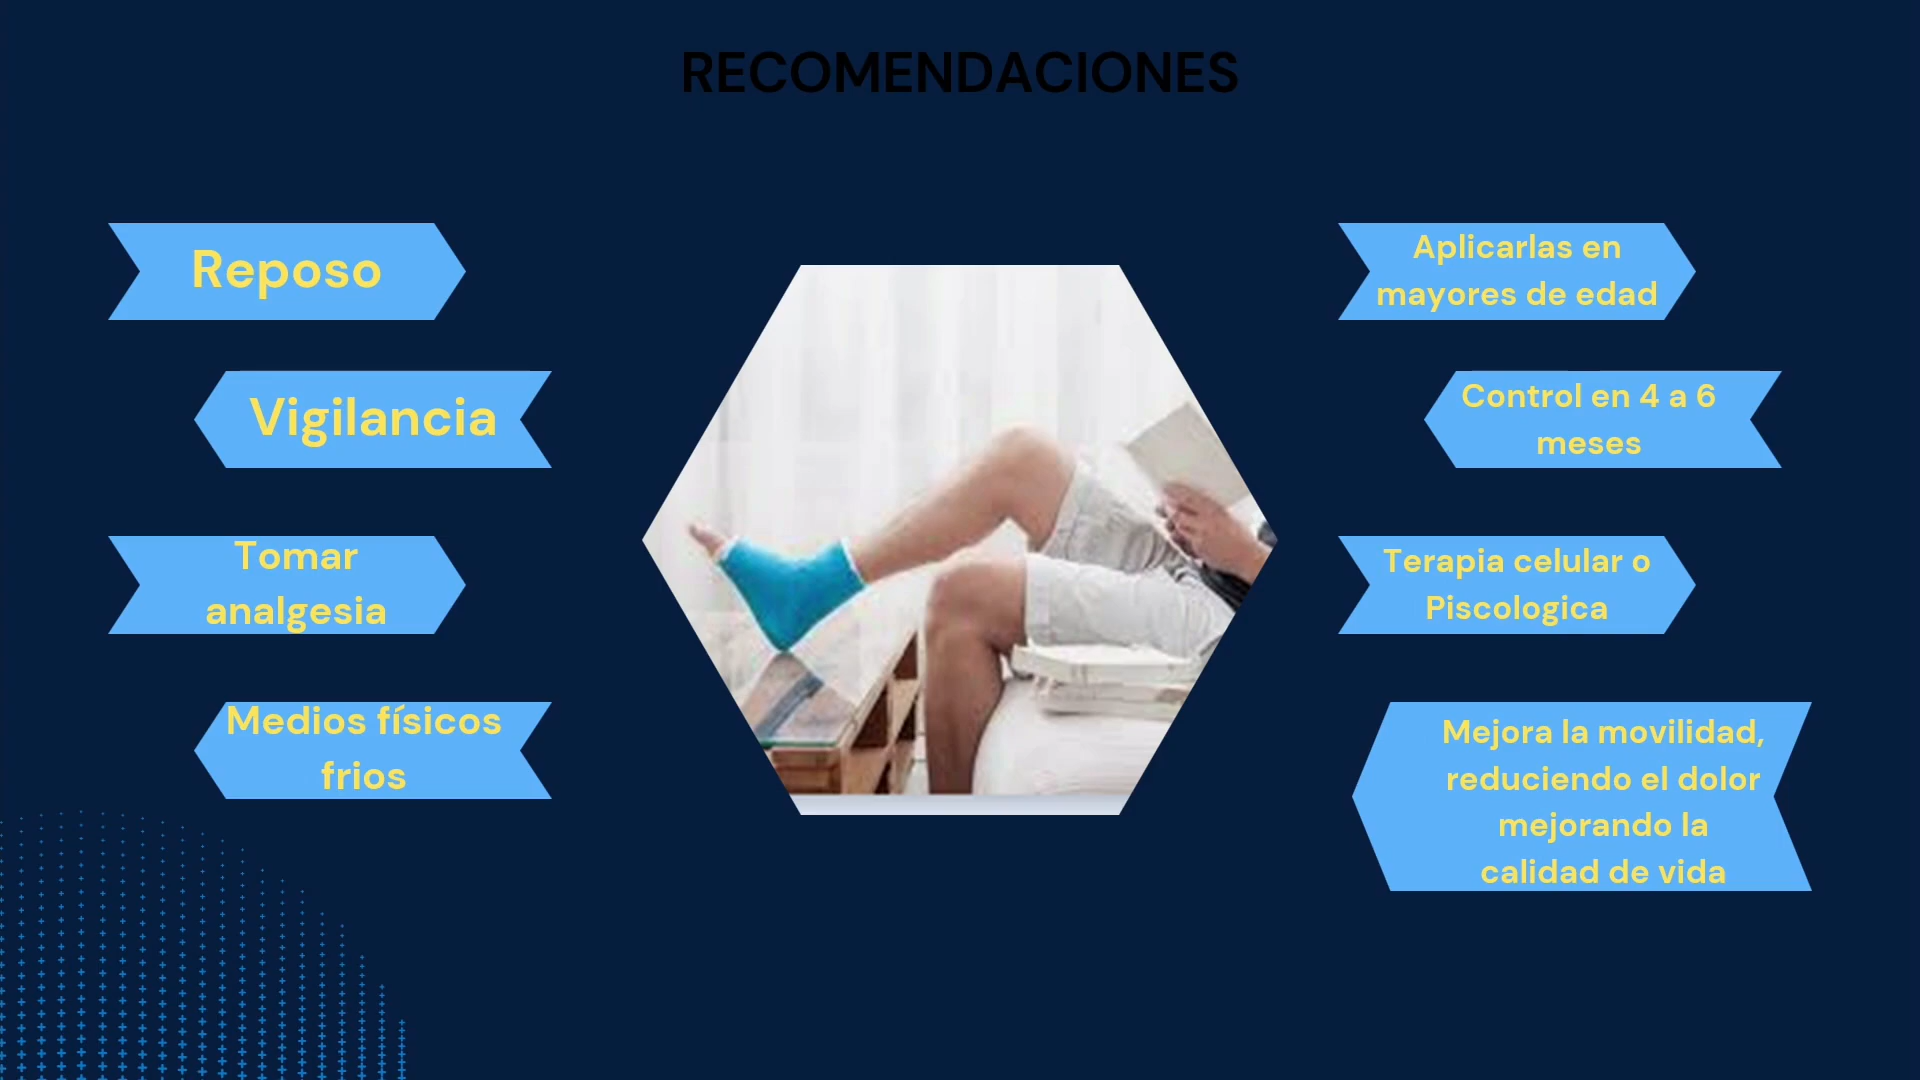 RECOMENDACIONES
Reposo
Vigilancia
Tomar
analgesia
Medios físicos
frios
Aplicarlas en
mayores de edad
Control en 4 a 6
meses
Terapia celular o
Piscologica
Mejora la movilidad,
reduciendo el dolor
mejorando la
calidad de vida